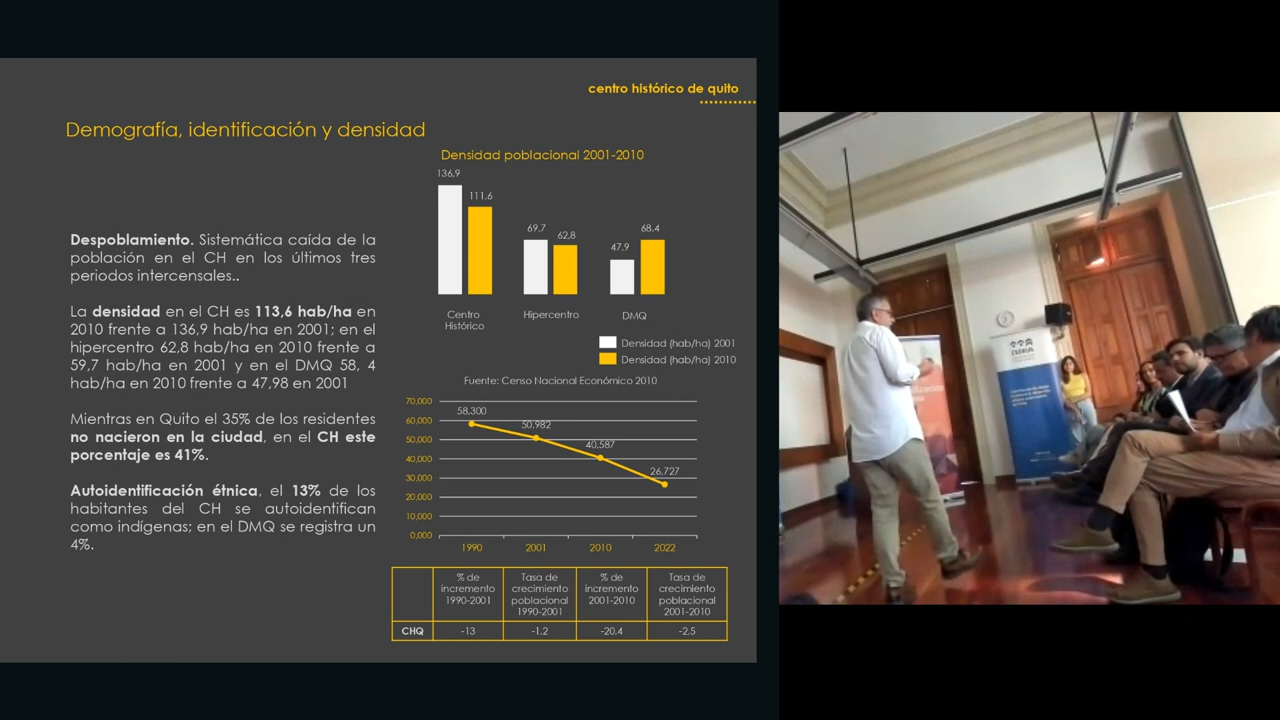 centro histórico de quito
Demografía, identificación y densidad
Despoblamiento. Sistemática caída de la
población en el CH en los últimos tres
periodos intercensales..
La densidad en el CH es 113,6 hab/ha en
2010 frente a 136,9 hab/ha en 2001; en el
hipercentro 62,8 hab/ha en 2010 frente a
59,7 hab/ha en 2001 y en el DMQ 58, 4
hab/ha en 2010 frente a 47,98 en 2001
Mientras en Quito el 35% de los residentes
no nacieron en la ciudad, en el CH este
porcentaje es 41%.
Autoidentificación étnica, el 13% de los
habitantes del CH se autoidentifican
como indígenas; en el DMQ se registra un
4%.
Densidad poblacional 2001-2010
136,9
111,6
69,7
62,8
47,9
68,4
Centro Histórico
Hipercentro
DMQ
Densidad (hab/ha) 2001
Densidad (hab/ha) 2010
Fuente: Censo Nacional Económico 2010
70,000
60,000
50,000
40,000
30,000
20,000
10,000
0,000
58,300
50,982
40,587
26,727
1990 2001 2010 2022
% de incremento 1990-2001
Tasa de crecimiento poblacional 1990-2001
% de incremento 2001-2010
Tasa de crecimiento poblacional 2001-2010
CHQ -13 -1,2 -20,4 -2,5